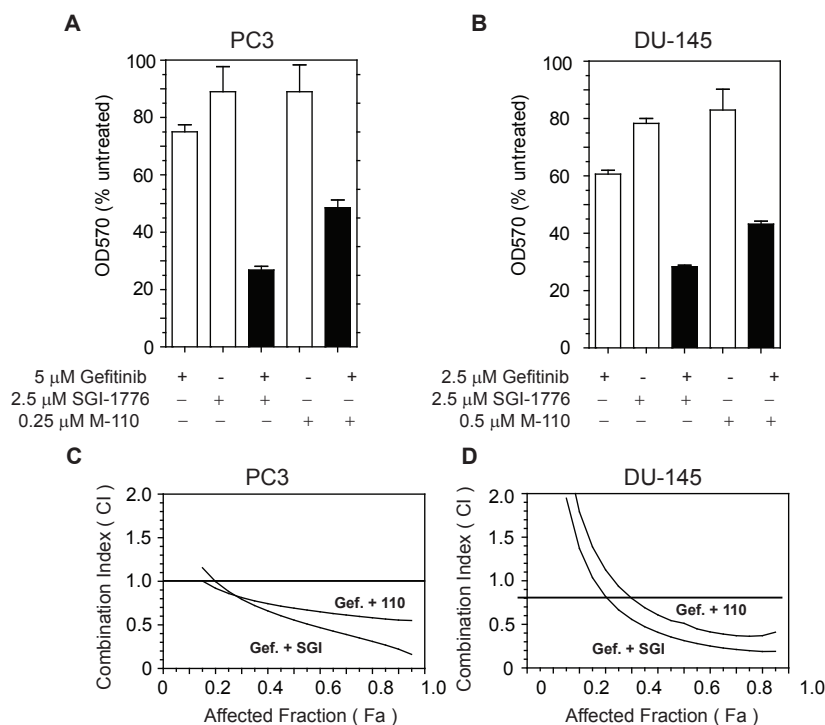 A
PC3
OD570 (% untreated)
100
80
60
40
20
0
5 μM Gefitinib + - + - +
2.5 μM SGI-1776 – + + – –
0.25 μM M-110 – – – + +
B
DU-145
OD570 (% untreated)
100
80
60
40
20
0
2.5 μM Gefitinib + - + - +
2.5 μM SGI-1776 – + + – –
0.5 μM M-110 – – – + +
C
PC3
Combination Index ( CI )
2.0
1.5
1.0
0.5
0
Gef. + 110
Gef. + SGI
0 0.2 0.4 0.6 0.8 1.0
Affected Fraction ( Fa )
D
DU-145
Combination Index ( CI )
2.0
1.5
1.0
0.5
0
Gef. + 110
Gef. + SGI
0 0.2 0.4 0.6 0.8 1.0
Affected Fraction ( Fa )